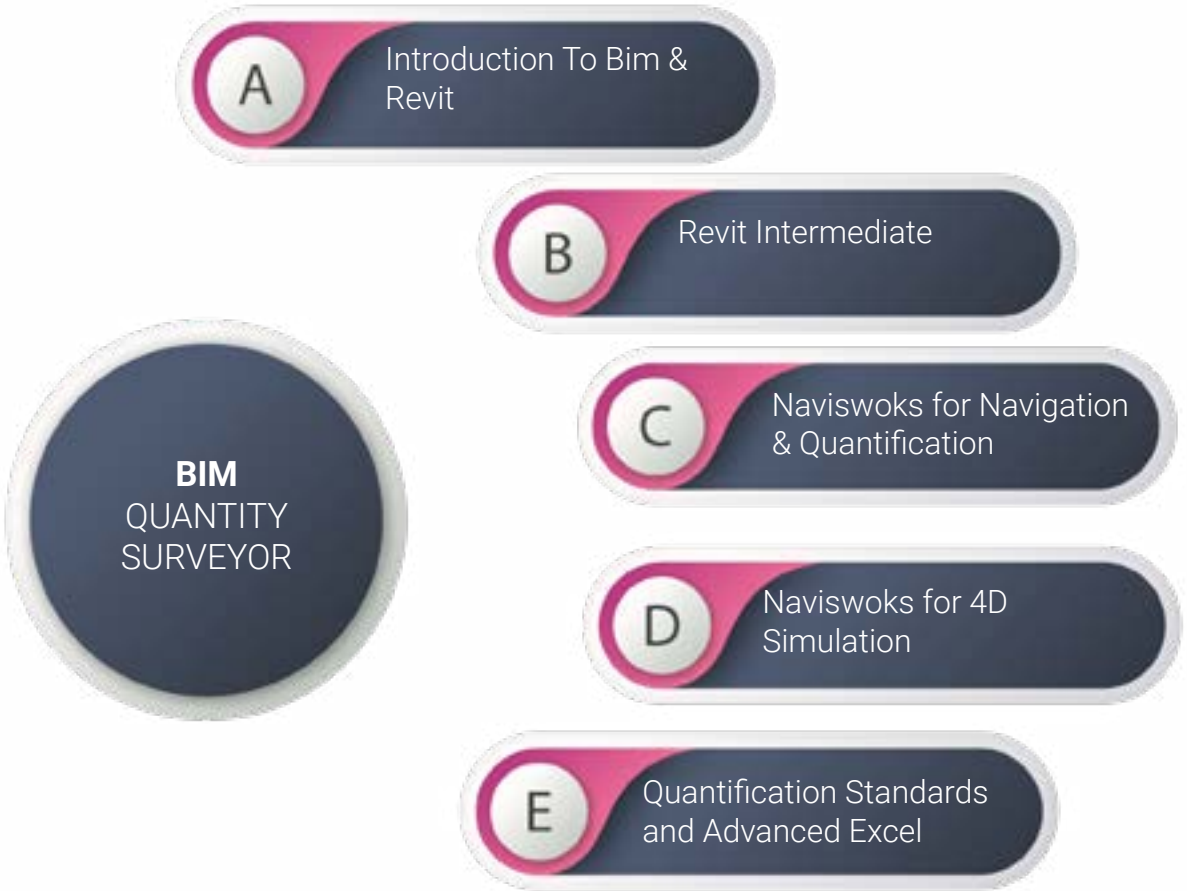 A
Introduction To Bim &
Revit
B
Revit Intermediate
C
Naviswoks for Navigation
& Quantification
BIM
QUANTITY
SURVEYOR
D
Naviswoks for 4D
Simulation
E
Quantification Standards
and Advanced Excel